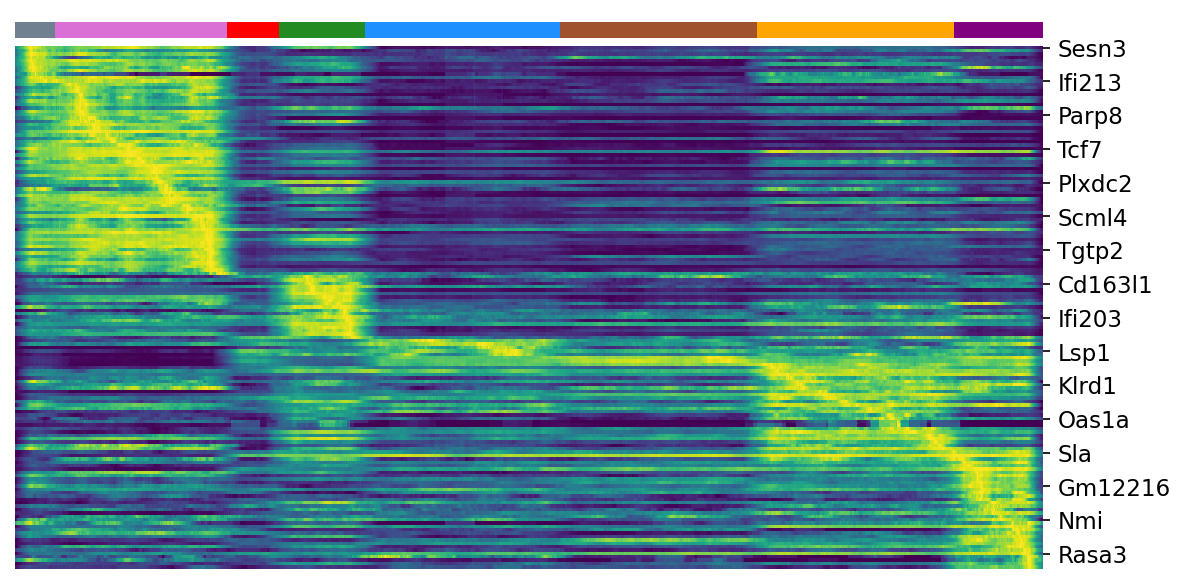 Sesn3
Ifi213
Parp8
Tcf7
Plxdc2
Scml4
Tgtp2
Cd163l1
Ifi203
Lsp1
Klrd1
Oas1a
Sla
Gm12216
Nmi
Rasa3